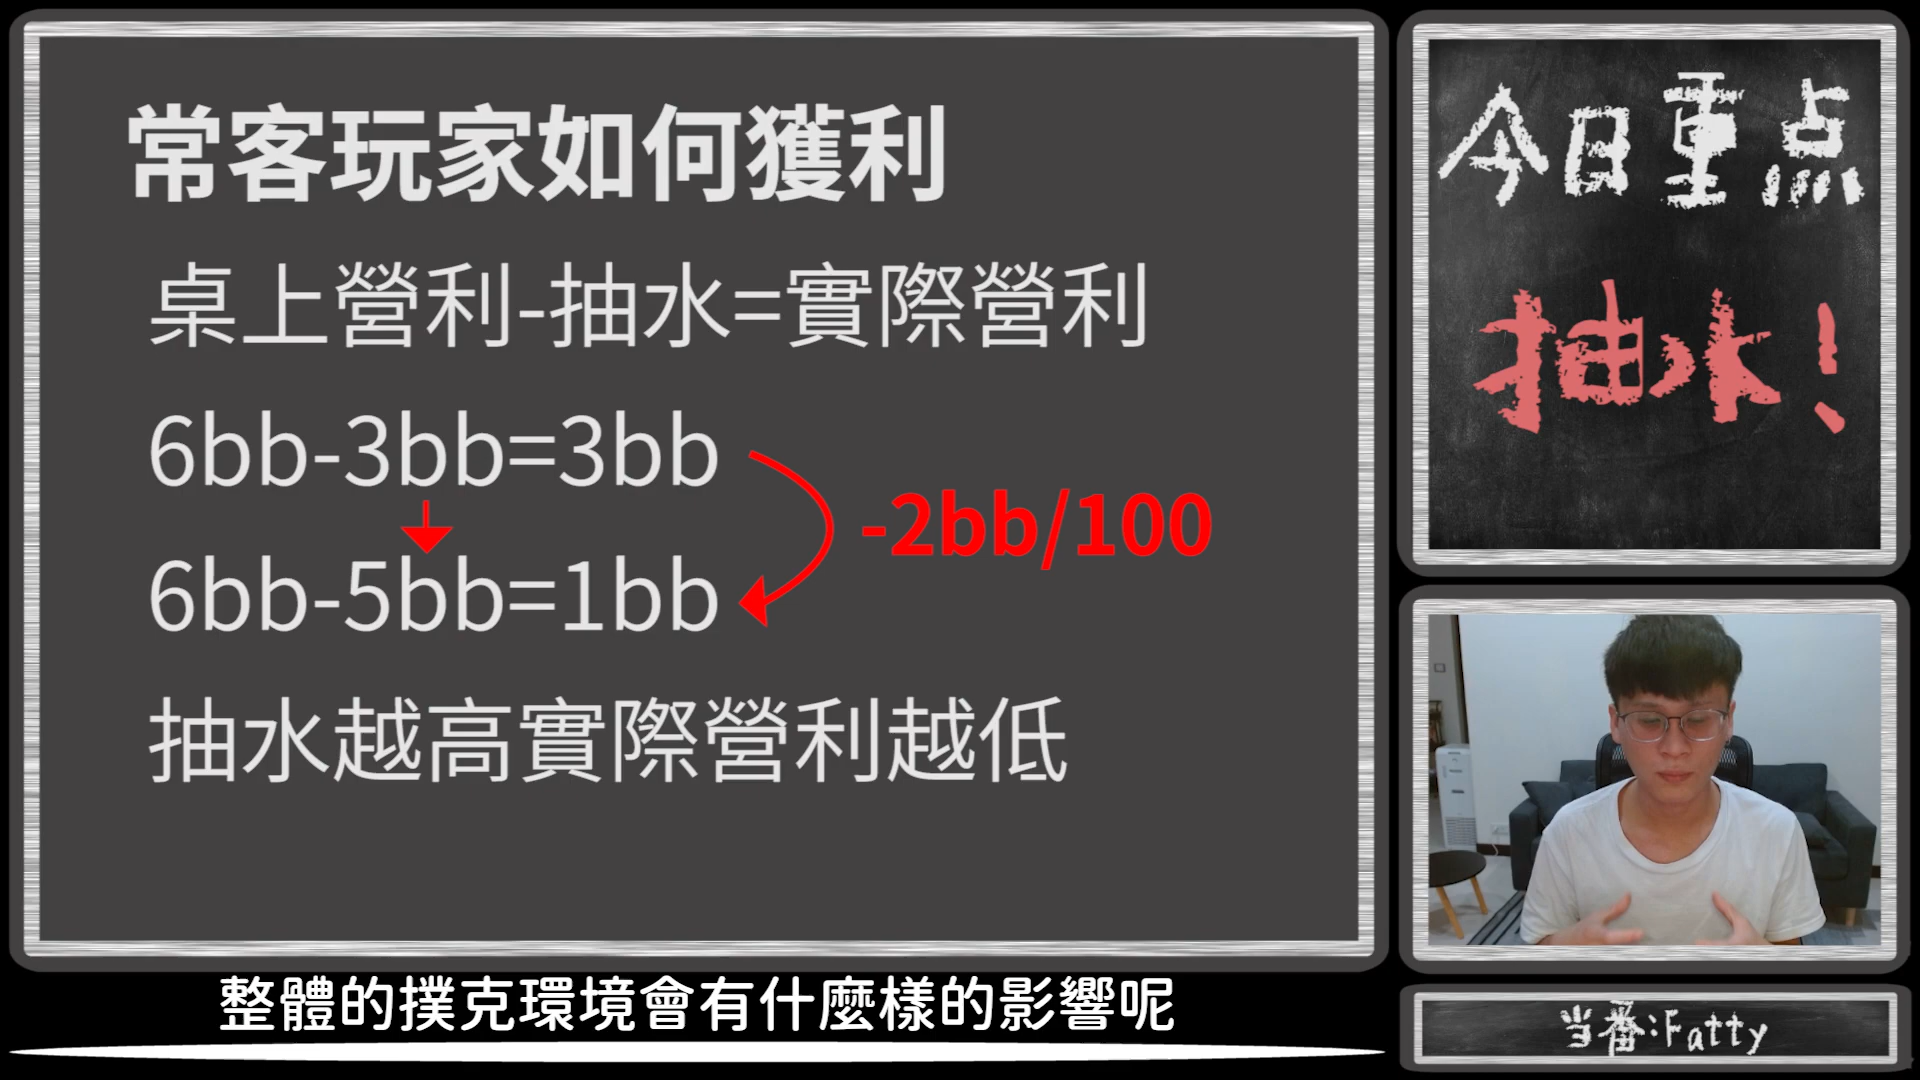 常客玩家如何獲利
桌上營利-抽水=實際營利
6bb-3bb=3bb
-2bb/100
6bb-5bb=1bb
抽水越高實際營利越低
整體的撲克環境會有什麼樣的影響呢
今日重点
抽水!
当番:Fatty